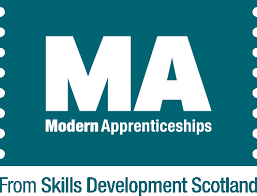 MA
Modern Apprenticeships
From Skills Development Scotland